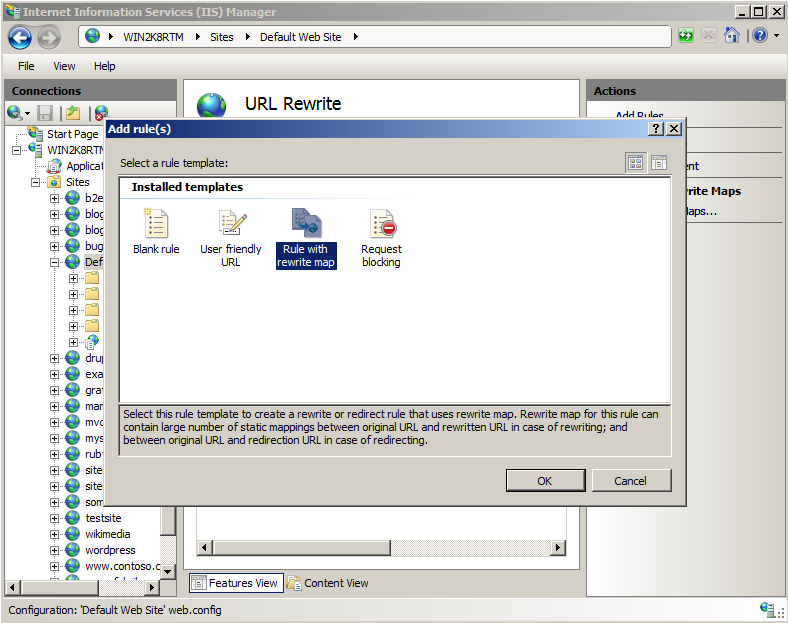 Internet Information Services (IIS) Manager
WIN2K8RTM
Sites
Default Web Site
File
View
Help
Connections
Start Page
WIN2K8RTM
Applicat
Sites
b2e
blog
blog
bug
Def
drup
exa
gra
mar
mvc
mys
ruby
site
site
som
testsite
wikimedia
wordpress
www.contoso.c
URL Rewrite
Add rule(s)
Select a rule template:
Installed templates
Blank rule
User friendly
URL
Rule with
rewrite map
Request
blocking
Select this rule template to create a rewrite or redirect rule that uses rewrite map. Rewrite map for this rule can
contain large number of static mappings between original URL and rewritten URL in case of rewriting; and
between original URL and redirection URL in case of redirecting.
OK
Cancel
Actions
Add Rules
ent
rite Maps
aps...
Features View
Content View
Configuration: 'Default Web Site' web.config